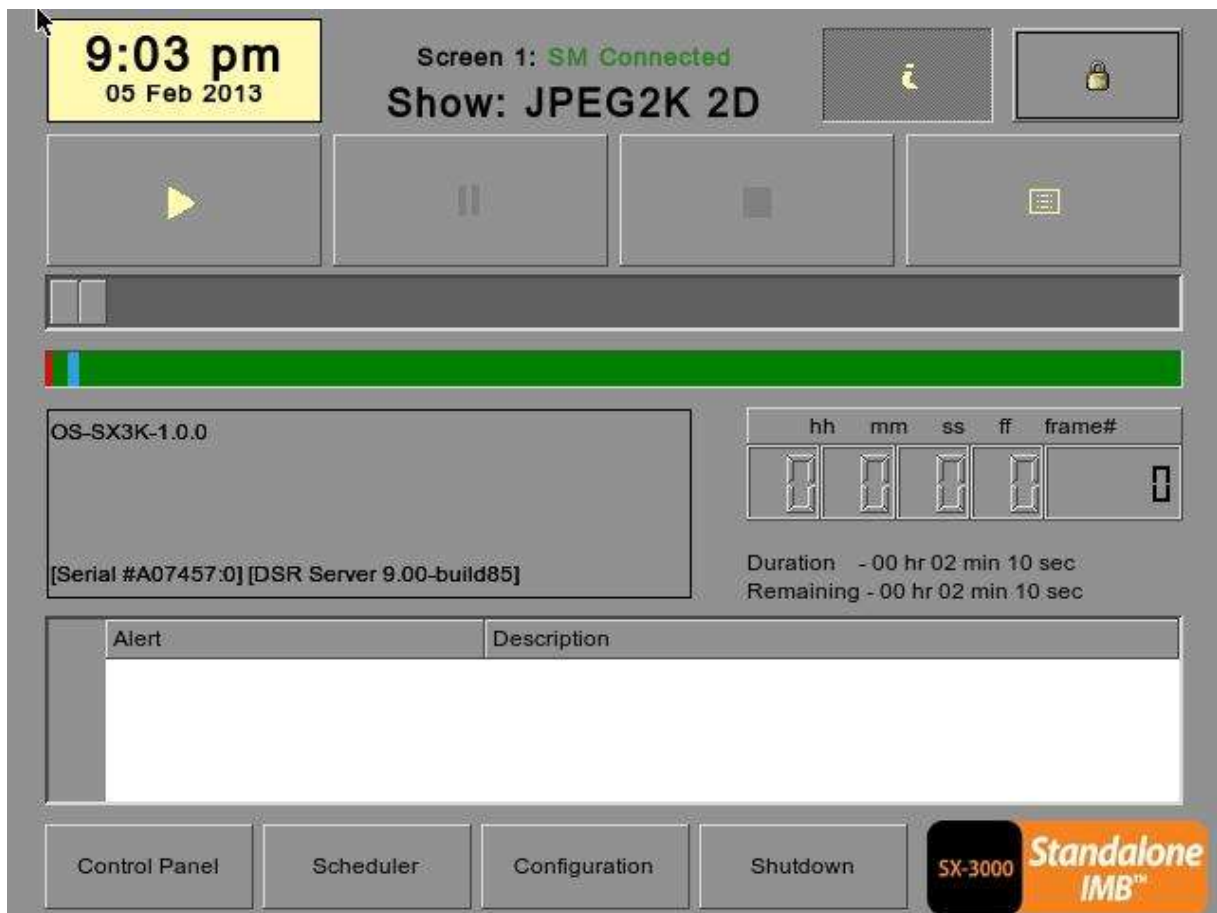 9:03 pm
05 Feb 2013
Screen 1: SM Connected
Show: JPEG2K 2D
i
OS-SX3K-1.0.0
[Serial #A07457:0] [DSR Server 9.00-build85]
hh mm ss ff frame#
0 0 0 0 0
Duration - 00 hr 02 min 10 sec
Remaining - 00 hr 02 min 10 sec
Alert Description
Control Panel Scheduler Configuration Shutdown
SX-3000
Standalone
IMB™